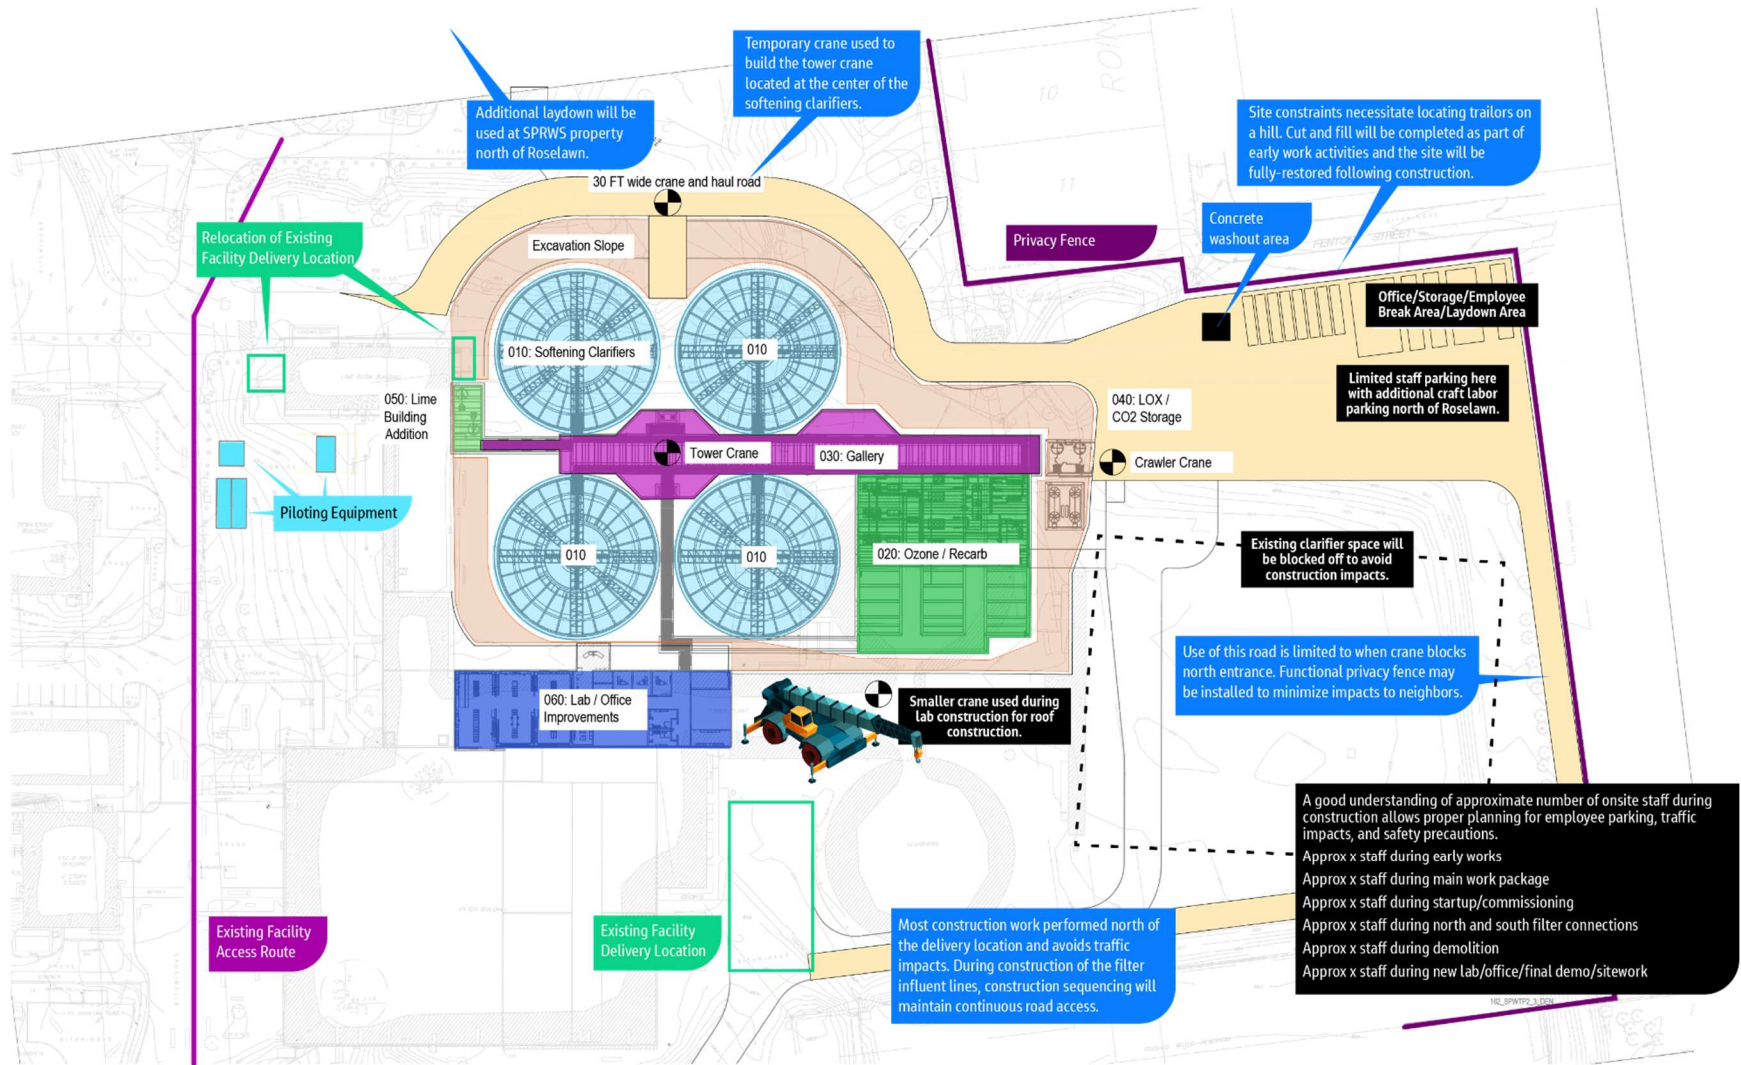 Additional laydown will be
used at SPRWS property
north of Roselawn.
Temporary crane used to
build the tower crane
located at the center of the
softening clarifiers.
Site constraints necessitate locating trailors on
a hill. Cut and fill will be completed as part of
early work activities and the site will be
fully-restored following construction.
30 FT wide crane and haul road
Concrete
washout area
Privacy Fence
PENTON STREET
10
11
Relocation of Existing
Facility Delivery Location
Excavation Slope
Office/Storage/Employee
Break Area/Laydown Area
010: Softening Clarifiers
010
Limited staff parking here
with additional craft labor
parking north of Roselawn.
050: Lime
Building
Addition
040: LOX /
CO2 Storage
Tower Crane
030: Gallery
Crawler Crane
Piloting Equipment
010
010
020: Ozone / Recarb
Existing clarifier space will
be blocked off to avoid
construction impacts.
Use of this road is limited to when crane blocks
north entrance. Functional privacy fence may
be installed to minimize impacts to neighbors.
060: Lab / Office
Improvements
Smaller crane used during
lab construction for roof
construction.
A good understanding of approximate number of onsite staff during
construction allows proper planning for employee parking, traffic
impacts, and safety precautions.
Approx x staff during early works
Approx x staff during main work package
Approx x staff during startup/commissioning
Approx x staff during north and south filter connections
Approx x staff during demolition
Approx x staff during new lab/office/final demo/sitework
Existing Facility
Access Route
Existing Facility
Delivery Location
Most construction work performed north of
the delivery location and avoids traffic
impacts. During construction of the filter
influent lines, construction sequencing will
maintain continuous road access.
162_SPWTP2_3_DEN